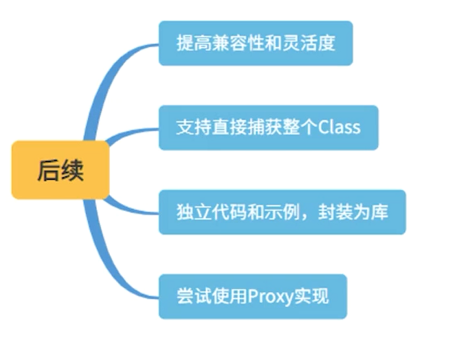 提高兼容性和灵活度
支持直接捕获整个Class
后续
独立代码和示例，封装为库
尝试使用Proxy实现